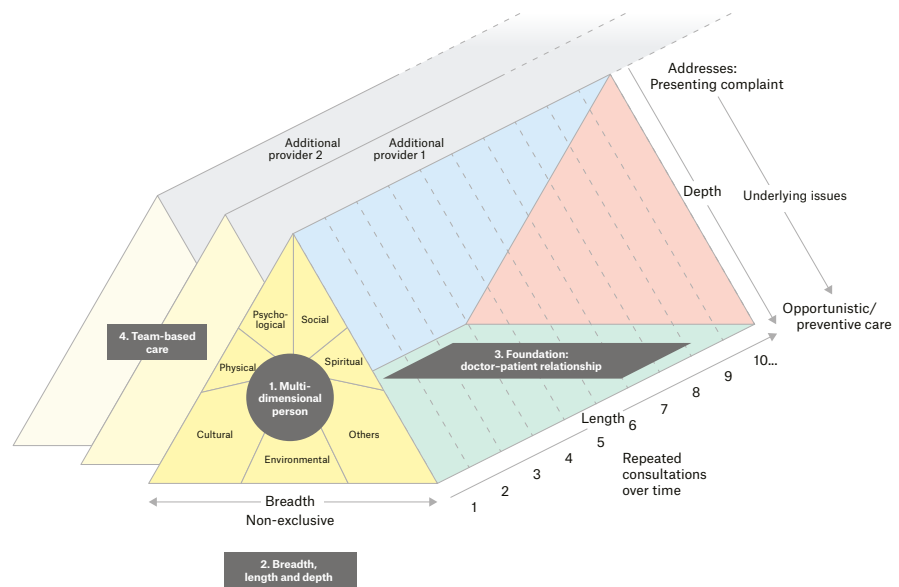 Addresses:
Presenting complaint
Additional
provider 2
Additional
provider 1
Depth
Underlying issues
Opportunistic/
preventive care
4. Team-based
care
Psycho-
logical
Social
Physical
Spiritual
1. Multi-
dimensional
person
Cultural
Others
Environmental
3. Foundation:
doctor–patient relationship
Length
1
2
3
4
5
6
7
8
9
10...
Repeated
consultations
over time
Breadth
Non-exclusive
2. Breadth,
length and depth